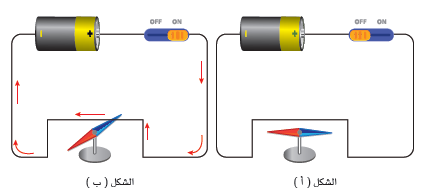 OFF ON
OFF ON
- +
- +
الشكل ( أ )
الشكل ( ب )